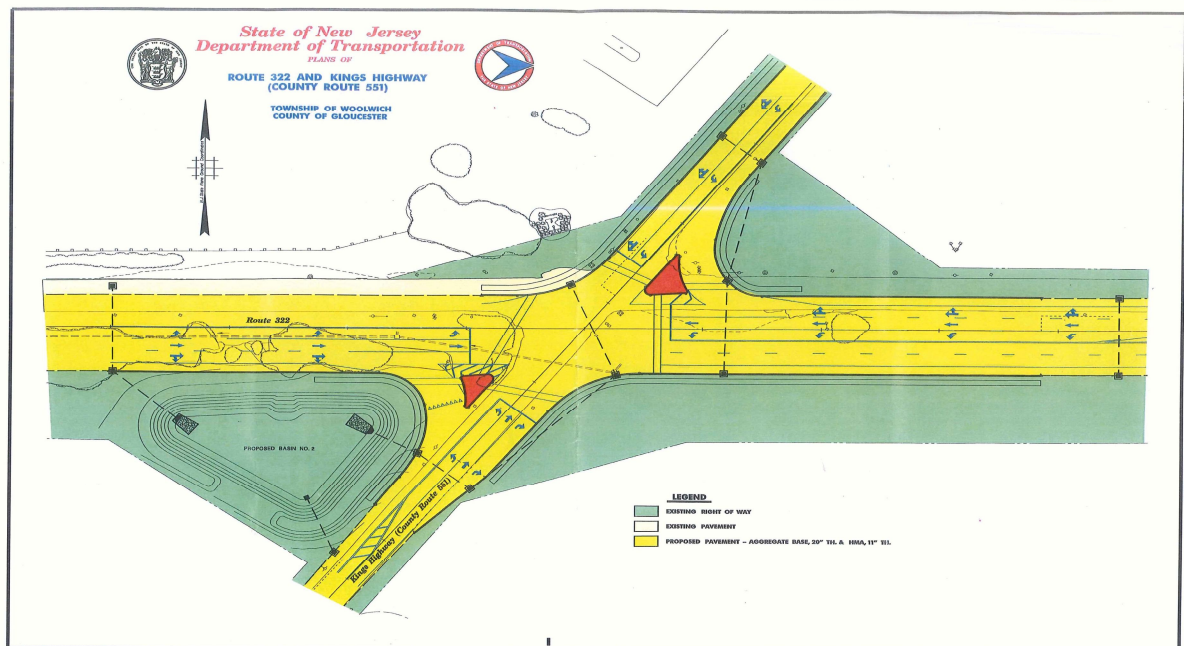 State of New Jersey
Department of Transportation
PLANS OF
ROUTE 322 AND KINGS HIGHWAY
(COUNTY ROUTE 551)
TOWNSHIP OF WOOLWICH
COUNTY OF GLOUCESTER
Route 322
PROPOSED BASIN NO. 2
Kings Highway (County Route 551)
LEGEND
EXISTING RIGHT OF WAY
EXISTING PAVEMENT
PROPOSED PAVEMENT – AGGREGATE BASE, 20" TH. & HMA, 11" TH.